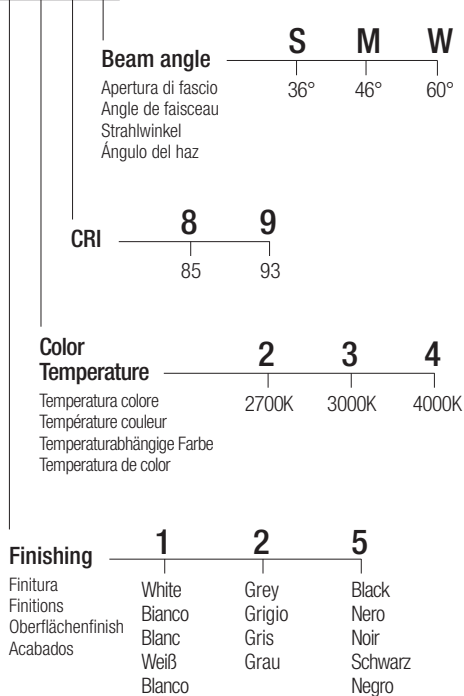 Beam angle
Apertura di fascio
Angle de faisceau
Strahlwinkel
Ángulo del haz
S M W
36° 46° 60°
CRI
8 9
85 93
Color
Temperature
Temperatura colore
Température couleur
Temperaturabhängige Farbe
Temperatura de color
2 3 4
2700K 3000K 4000K
Finishing
Finitura
Finitions
Oberflächenfinish
Acabados
1 2 5
White Grey Black
Bianco Grigio Nero
Blanc Gris Noir
Weiß Grau Schwarz
Blanco Negro